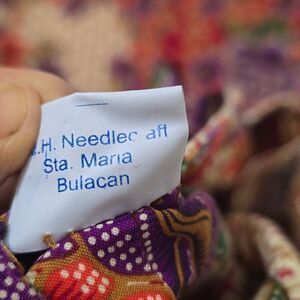 .H. Needlec aft
Sta. Maria
Bulacan